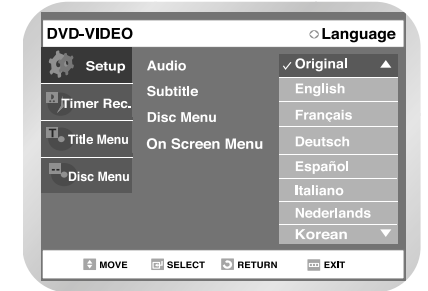 DVD-VIDEO
Language
Setup
Timer Rec.
Title Menu
Disc Menu
Audio
Subtitle
Disc Menu
On Screen Menu
✓ Original
English
Français
Deutsch
Español
Italiano
Nederlands
Korean
MOVE SELECT RETURN EXIT